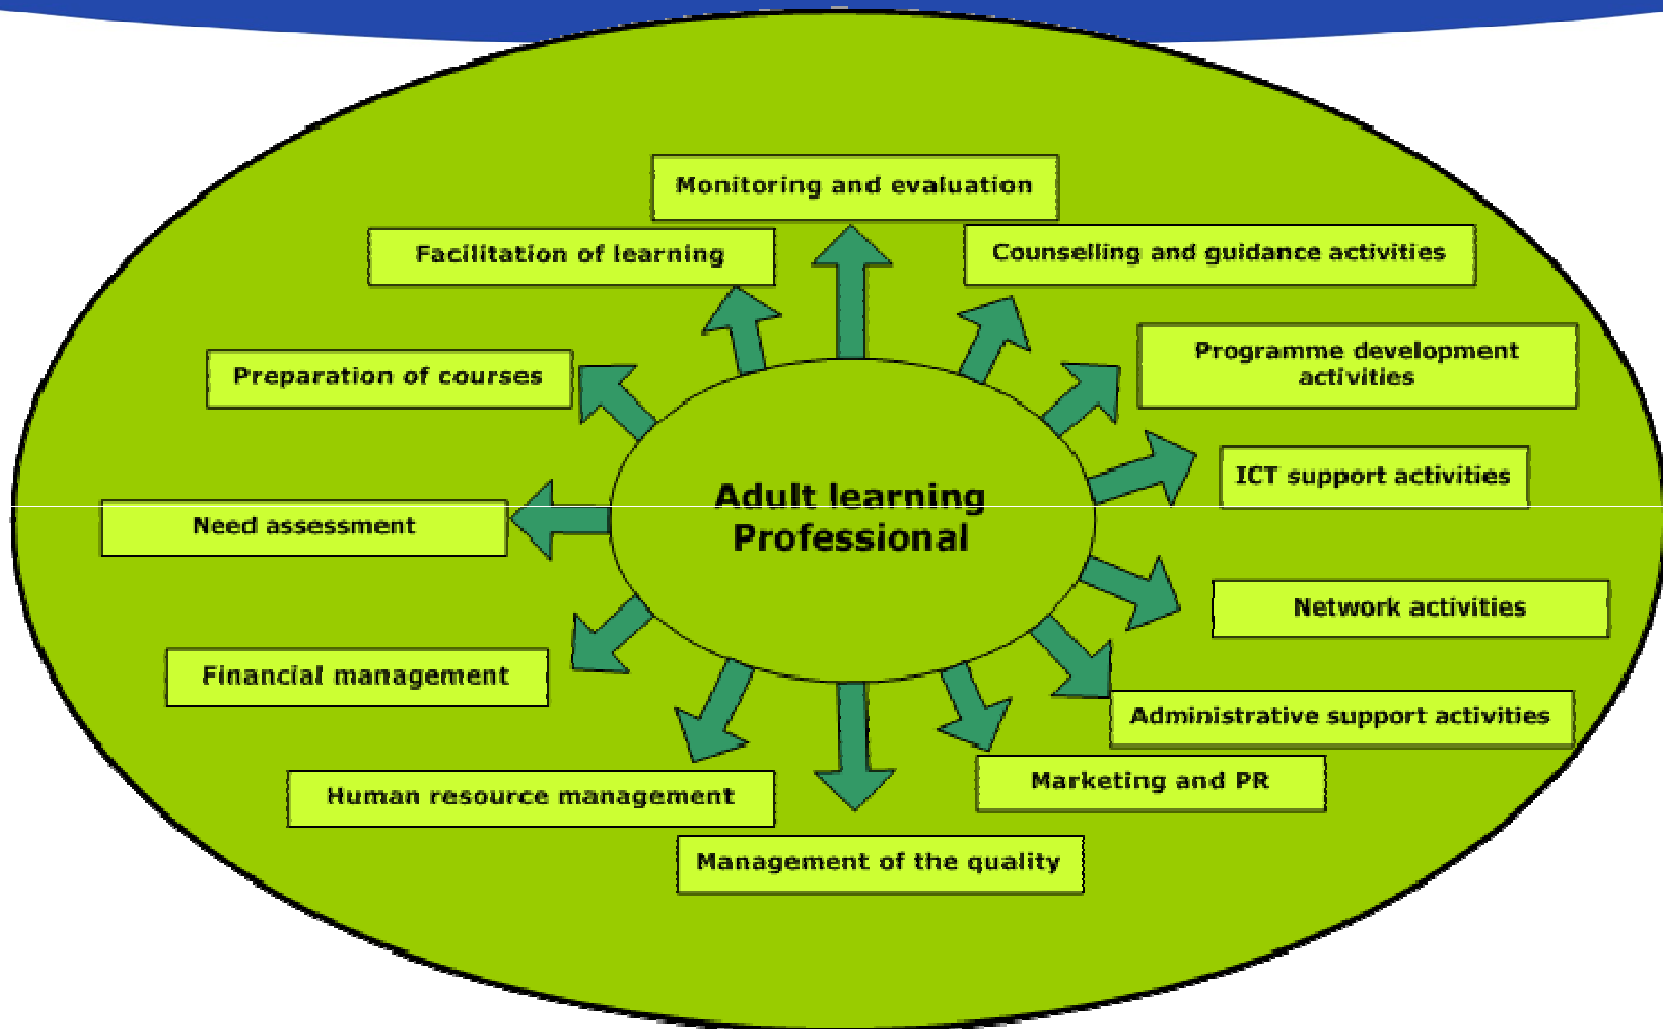 Monitoring and evaluation
Facilitation of learning
Counselling and guidance activities
Programme development
activities
Preparation of courses
ICT support activities
Adult learning
Professional
Need assessment
Network activities
Financial management
Administrative support activities
Marketing and PR
Human resource management
Management of the quality